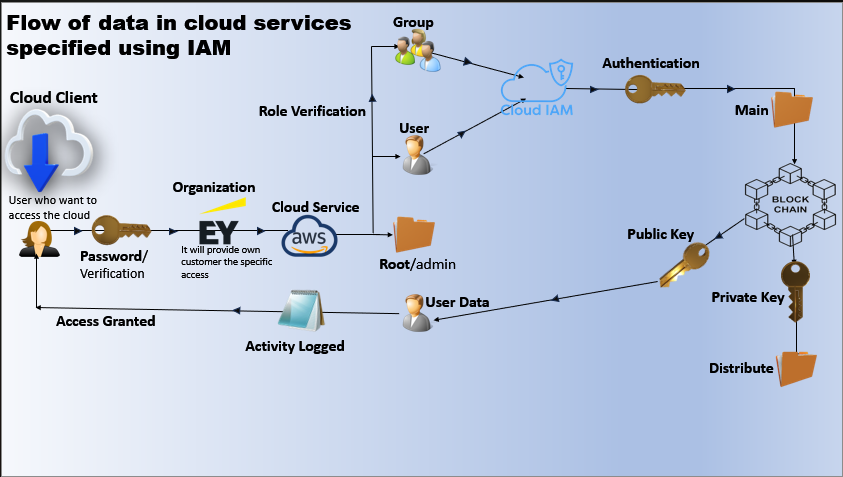 Flow of data in cloud services
specified using IAM
Group
Cloud Client
Role Verification
Cloud IAM
Authentication
Main
User
User who want to
access the cloud
Organization
Cloud Service
EY
aws
BLOCK
CHAIN
It will provide own
customer the specific
access
Password/
Verification
Root/admin
Public Key
Private Key
User Data
Access Granted
Activity Logged
Distribute